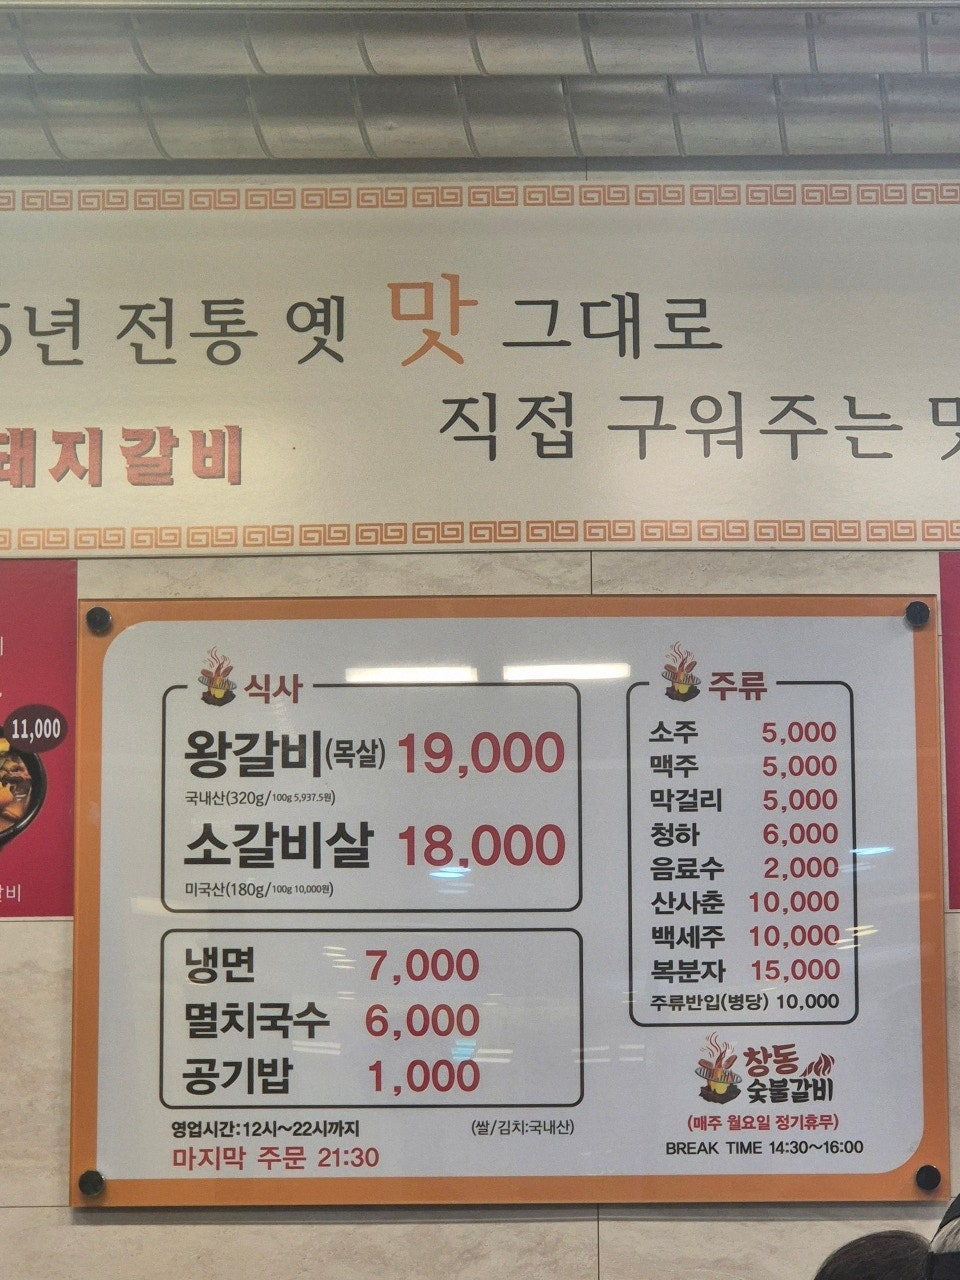 5년 전통 옛 맛 그대로
직접 구워주는
돼지갈비
11,000
갈비
식사
왕갈비(목살) 19,000
국내산(320g/100g 5,937.5원)
소갈비살 18,000
미국산(180g/100g 10,000원)
냉면 7,000
멸치국수 6,000
공기밥 1,000
영업시간:12시~22시까지
(쌀/김치:국내산)
마지막 주문 21:30
주류
소주 5,000
맥주 5,000
막걸리 5,000
청하 6,000
음료수 2,000
산사춘 10,000
백세주 10,000
복분자 15,000
주류반입(병당) 10,000
창동
숯불갈비
(매주 월요일 정기휴무)
BREAK TIME 14:30~16:00